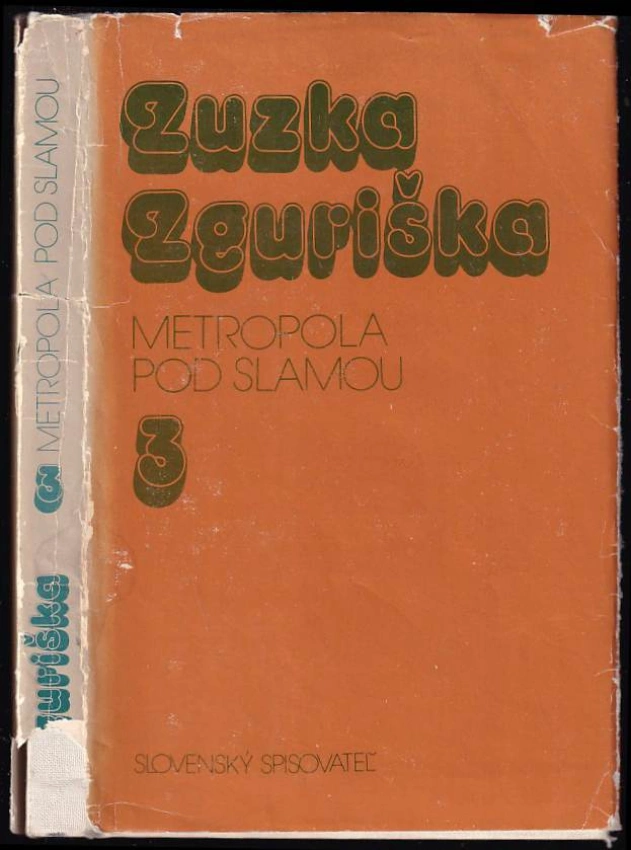 Zuzka
Zguriška
METROPOLA
POD SLAMOU
3
SLOVENSKÝ SPISOVATEĽ
METROPOLA POD SLAMOU
3